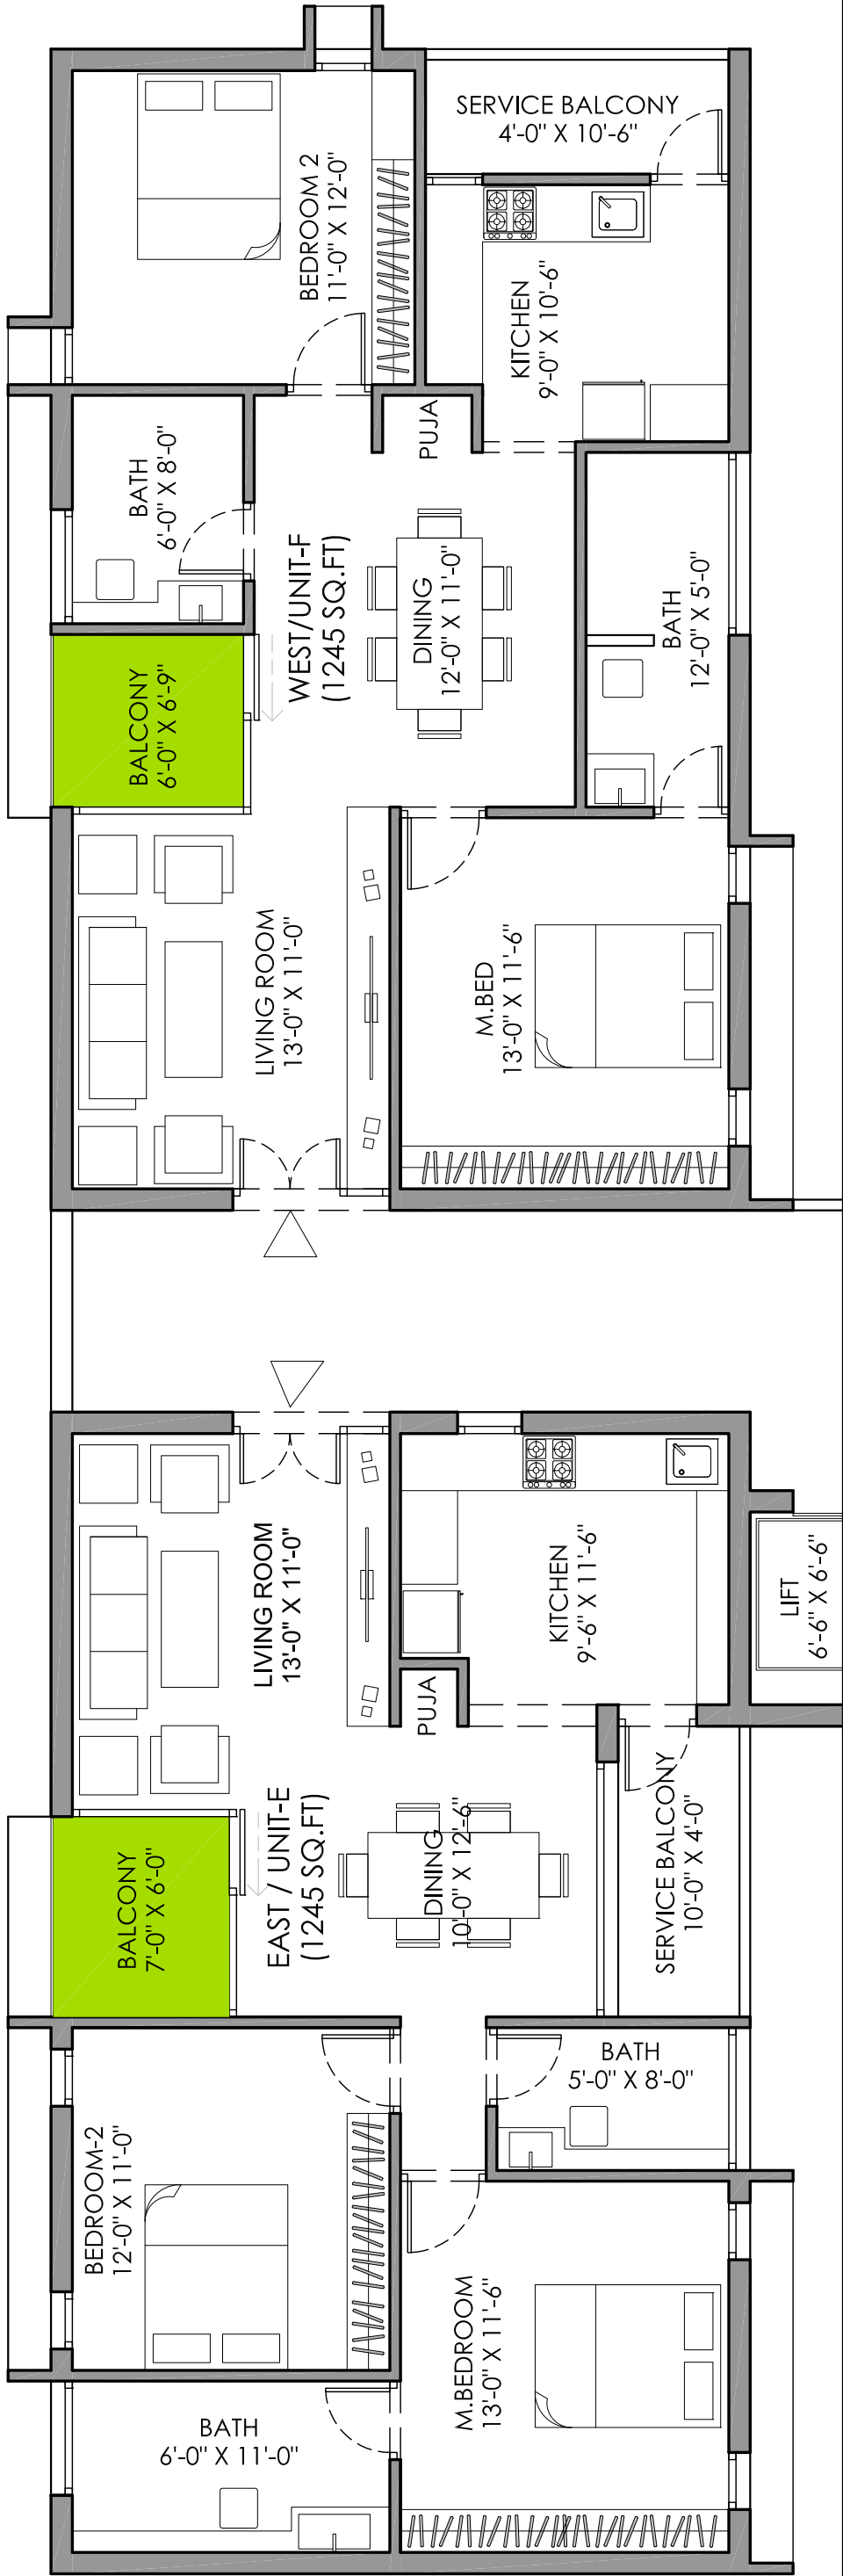 SERVICE BALCONY
4'-0" X 10'-6"
BEDROOM 2
11'-0" X 12'-0"
KITCHEN
9'-0" X 10'-6"
PUJA
BATH
6'-0" X 8'-0"
WEST/UNIT-F
(1245 SQ.FT)
DINING
12'-0" X 11'-0"
BATH
12'-0" X 5'-0"
BALCONY
6'-0" X 6'-9"
LIVING ROOM
13'-0" X 11'-0"
M.BED
13'-0" X 11'-6"
LIVING ROOM
13'-0" X 11'-0"
KITCHEN
9'-6" X 11'-6"
LIFT
6'-6" X 6'-6"
PUJA
BALCONY
7'-0" X 6'-0"
EAST / UNIT-E
(1245 SQ.FT)
DINING
10'-0" X 12'-6"
SERVICE BALCONY
10'-0" X 4'-0"
BATH
5'-0" X 8'-0"
BEDROOM-2
12'-0" X 11'-0"
M.BEDROOM
13'-0" X 11'-6"
BATH
6'-0" X 11'-0"